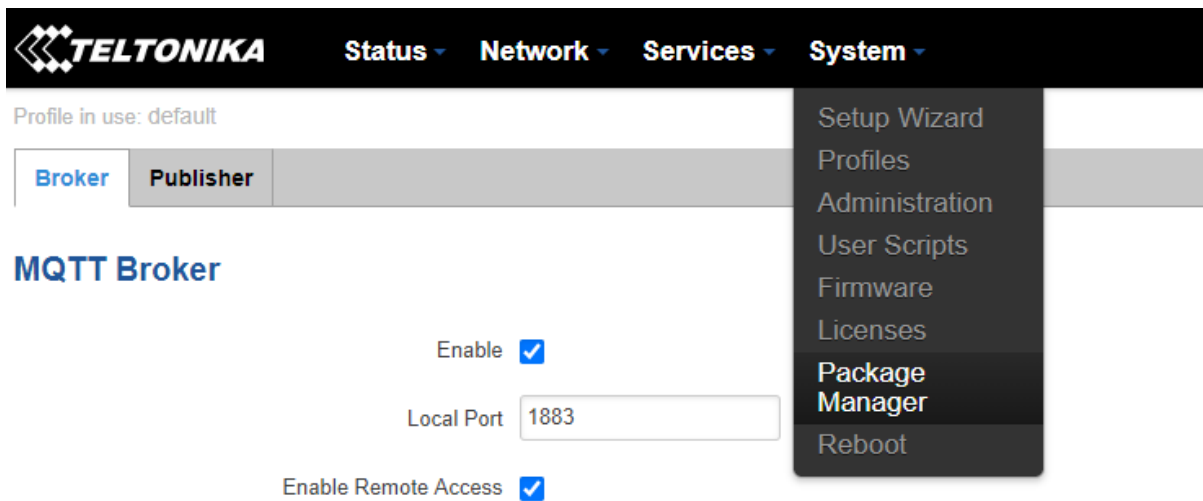 TELTONIKA Status Network Services System
Profile in use: default
Setup Wizard
Profiles
Broker Publisher
Administration
User Scripts
MQTT Broker
Firmware
Licenses
Enable
Package
Manager
Local Port 1883
Reboot
Enable Remote Access